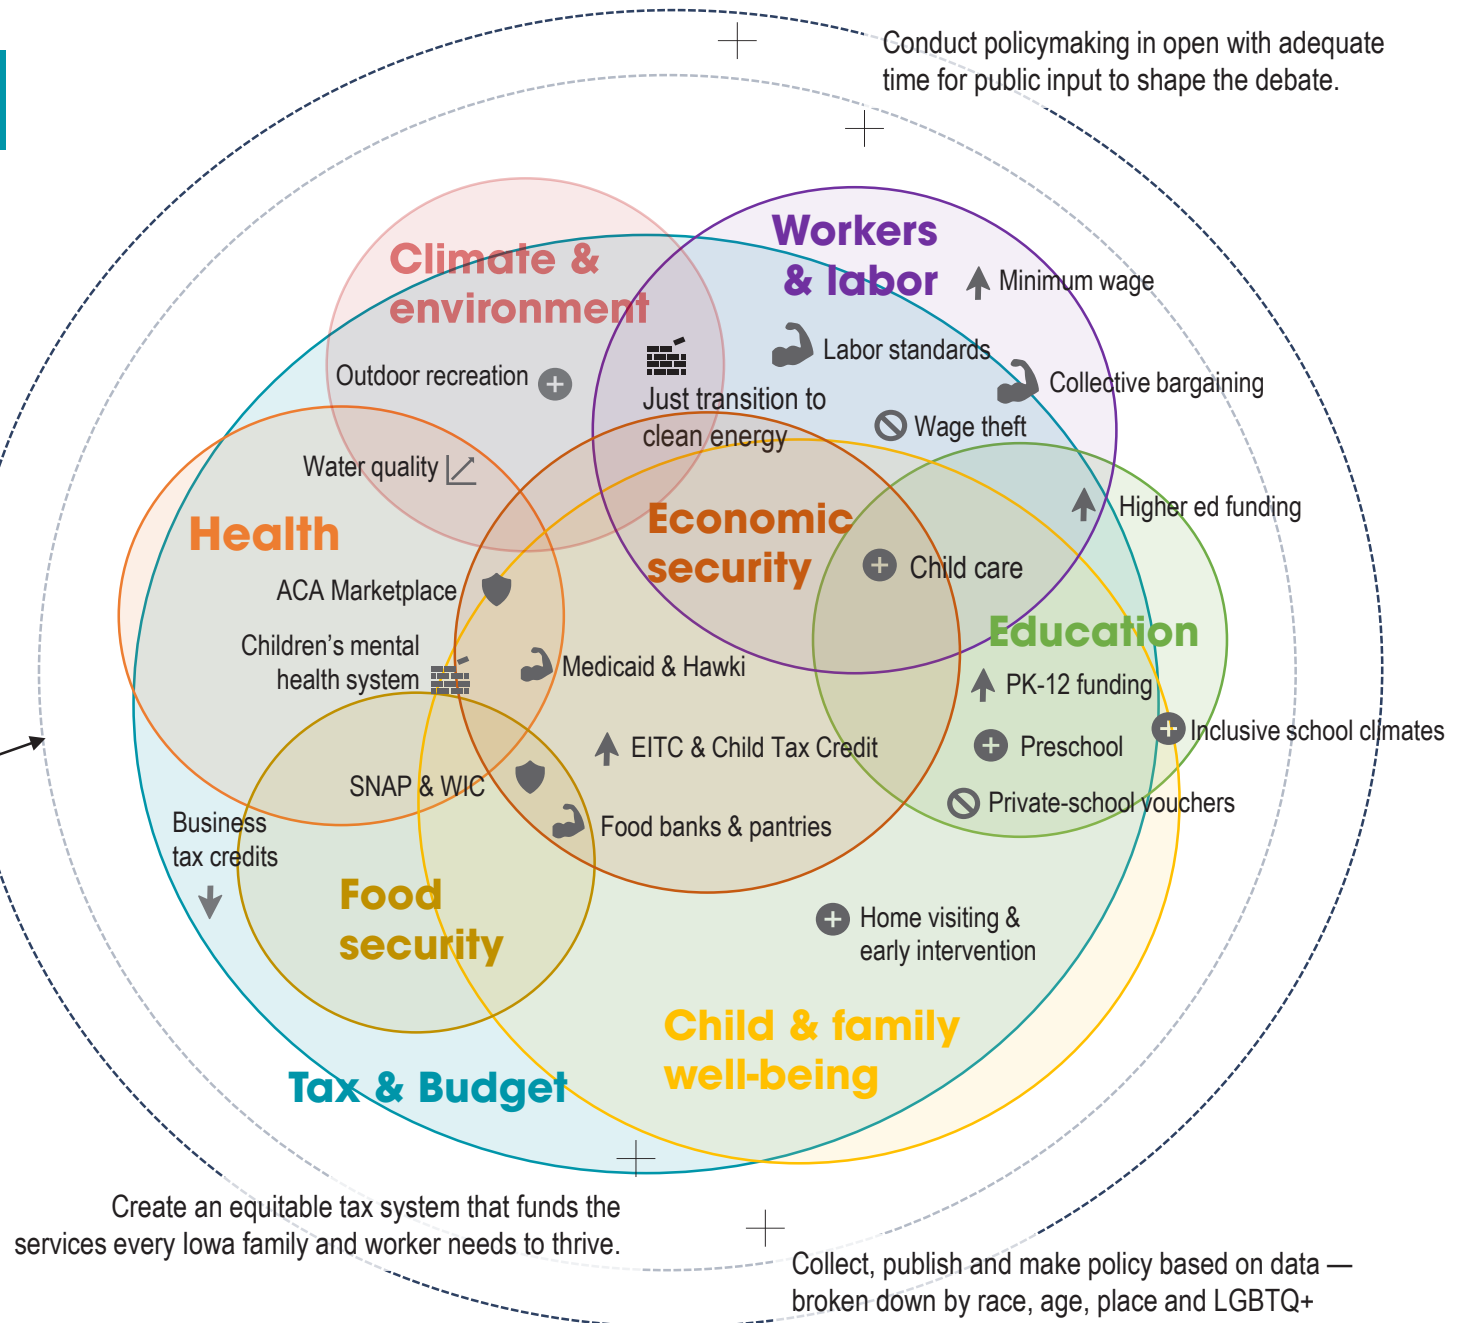 Conduct policymaking in open with adequate
time for public input to shape the debate.
Workers
& labor
Climate &
environment
Minimum wage
Labor standards
Outdoor recreation
Collective bargaining
Just transition to
clean energy
Wage theft
Water quality
Higher ed funding
Health
Economic
security
Child care
ACA Marketplace
Education
Children’s mental
health system
Medicaid & Hawki
PK-12 funding
Inclusive school climates
EITC & Child Tax Credit
Preschool
SNAP & WIC
Private-school vouchers
Business
tax credits
Food banks & pantries
Food
security
Home visiting &
early intervention
Child & family
well-being
Tax & Budget
Create an equitable tax system that funds the
services every Iowa family and worker needs to thrive.
Collect, publish and make policy based on data —
broken down by race, age, place and LGBTQ+